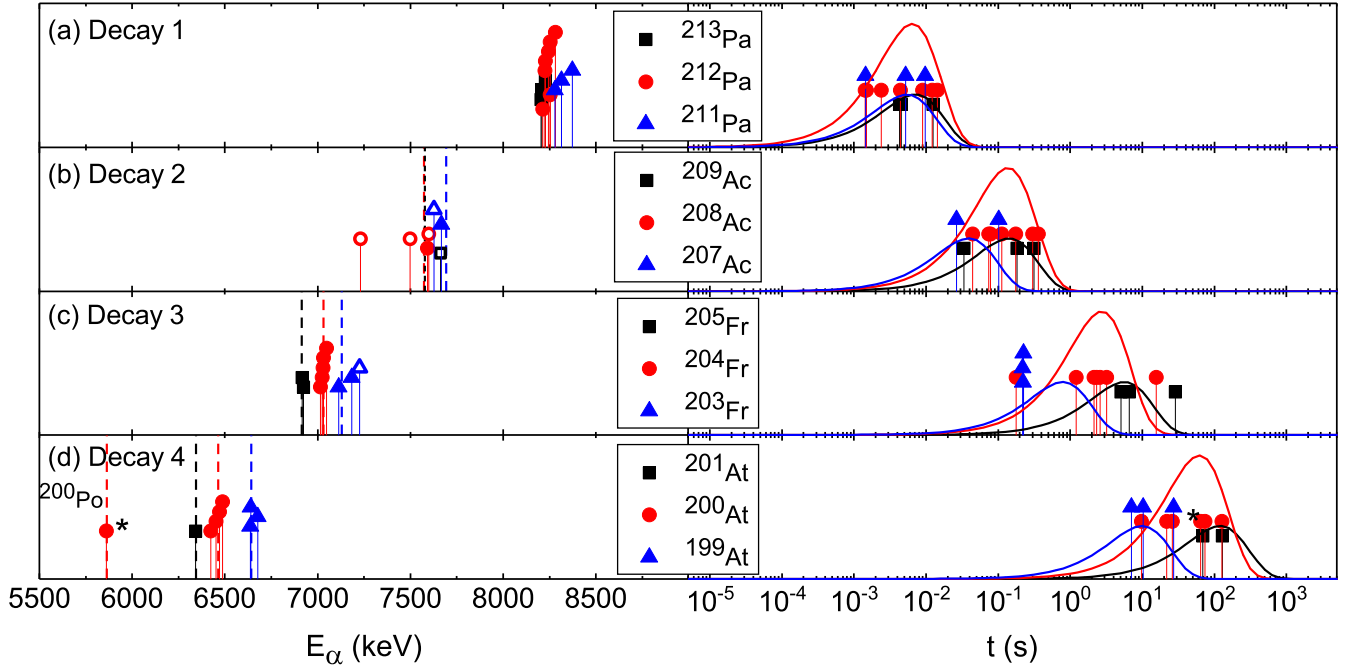 (a) Decay 1
²¹³Pa
²¹²Pa
²¹¹Pa
(b) Decay 2
²⁰⁹Ac
²⁰⁸Ac
²⁰⁷Ac
(c) Decay 3
²⁰⁵Fr
²⁰⁴Fr
²⁰³Fr
(d) Decay 4
²⁰⁰Po
*
²⁰¹At
²⁰⁰At
¹⁹⁹At
*
5500 6000 6500 7000 7500 8000 8500
10⁻⁵ 10⁻⁴ 10⁻³ 10⁻² 10⁻¹ 10⁰ 10¹ 10² 10³
E_α (keV)
t (s)